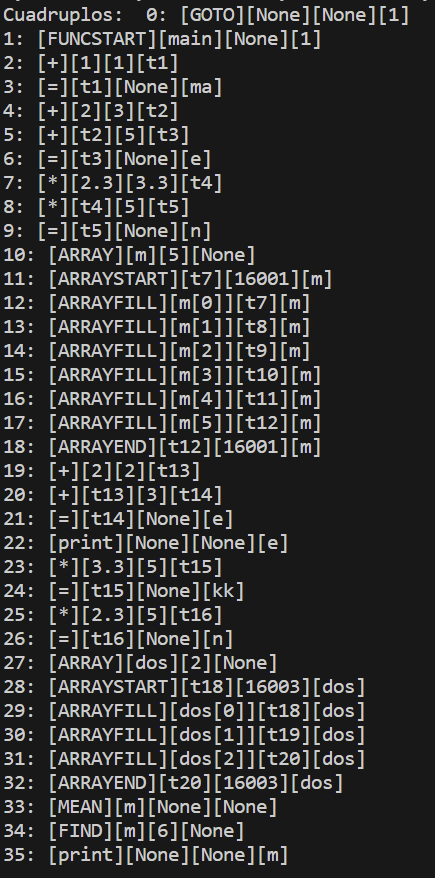 Cuadruplos:  0: [GOTO][None][None][1]
1: [FUNCSTART][main][None][1]
2: [+][1][1][t1]
3: [=][t1][None][ma]
4: [+][2][3][t2]
5: [+][t2][5][t3]
6: [=][t3][None][e]
7: [*][2.3][3.3][t4]
8: [*][t4][5][t5]
9: [=][t5][None][n]
10: [ARRAY][m][5][None]
11: [ARRAYSTART][t7][16001][m]
12: [ARRAYFILL][m[0]][t7][m]
13: [ARRAYFILL][m[1]][t8][m]
14: [ARRAYFILL][m[2]][t9][m]
15: [ARRAYFILL][m[3]][t10][m]
16: [ARRAYFILL][m[4]][t11][m]
17: [ARRAYFILL][m[5]][t12][m]
18: [ARRAYEND][t12][16001][m]
19: [+][2][2][t13]
20: [+][t13][3][t14]
21: [=][t14][None][e]
22: [print][None][None][e]
23: [*][3.3][5][t15]
24: [=][t15][None][kk]
25: [*][2.3][5][t16]
26: [=][t16][None][n]
27: [ARRAY][dos][2][None]
28: [ARRAYSTART][t18][16003][dos]
29: [ARRAYFILL][dos[0]][t18][dos]
30: [ARRAYFILL][dos[1]][t19][dos]
31: [ARRAYFILL][dos[2]][t20][dos]
32: [ARRAYEND][t20][16003][dos]
33: [MEAN][m][None][None]
34: [FIND][m][6][None]
35: [print][None][None][m]